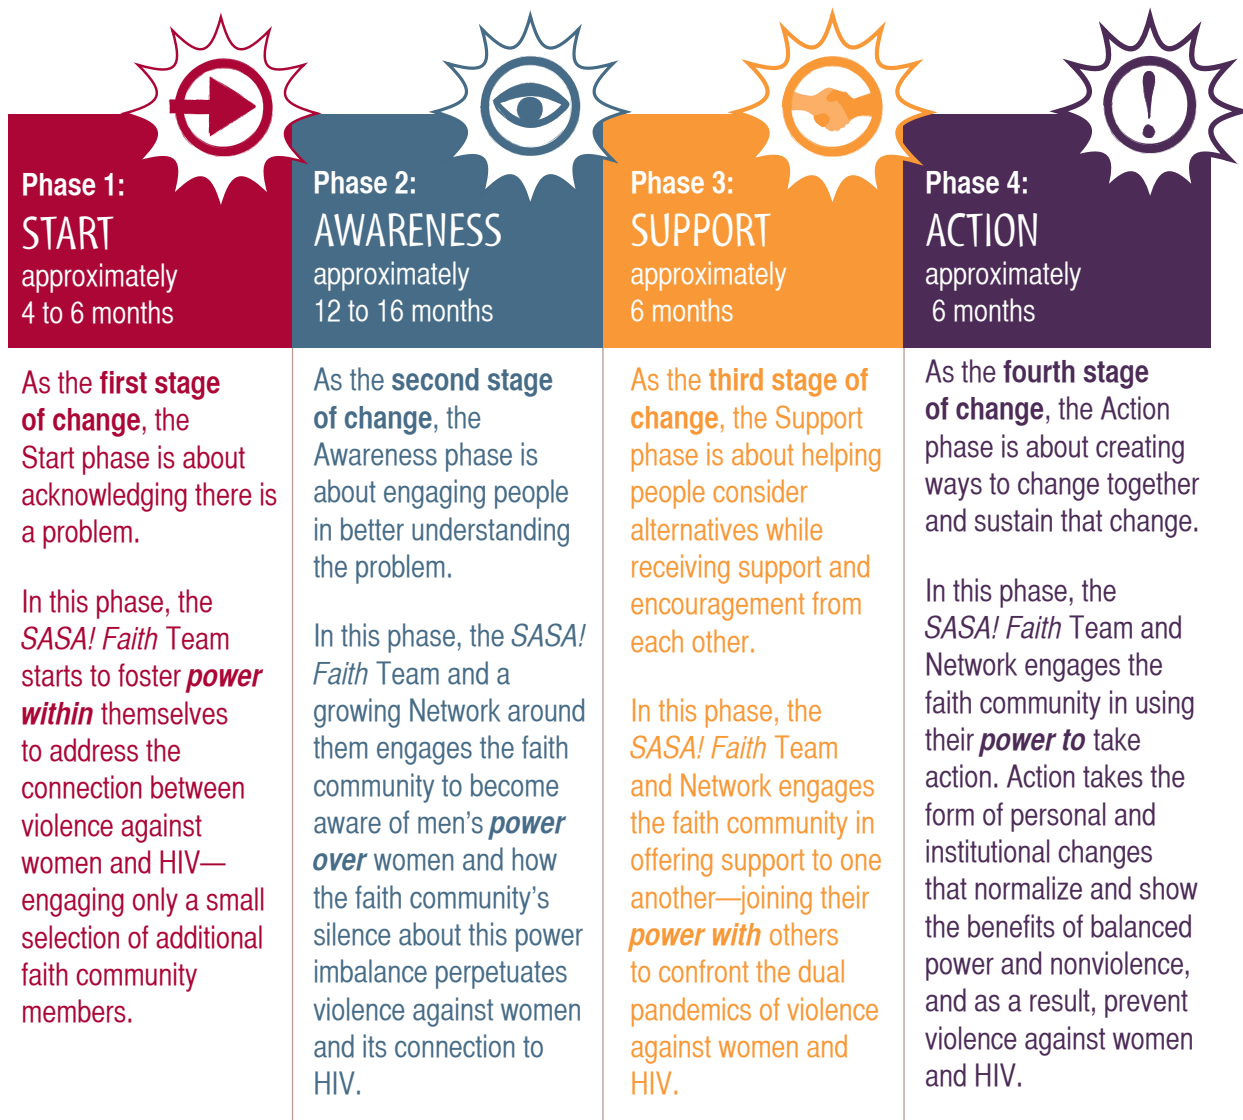 Phase 1:
START
approximately
4 to 6 months
As the first stage
of change, the
Start phase is about
acknowledging there is
a problem.
In this phase, the
SASA! Faith Team
starts to foster power
within themselves
to address the
connection between
violence against
women and HIV—
engaging only a small
selection of additional
faith community
members.
Phase 2:
AWARENESS
approximately
12 to 16 months
As the second stage
of change, the
Awareness phase is
about engaging people
in better understanding
the problem.
In this phase, the SASA!
Faith Team and a
growing Network around
them engages the faith
community to become
aware of men's power
over women and how
the faith community's
silence about this power
imbalance perpetuates
violence against women
and its connection to
HIV.
Phase 3:
SUPPORT
approximately
6 months
As the third stage of
change, the Support
phase is about helping
people consider
alternatives while
receiving support and
encouragement from
each other.
In this phase, the
SASA! Faith Team
and Network engages
the faith community in
offering support to one
another—joining their
power with others
to confront the dual
pandemics of violence
against women and
HIV.
Phase 4:
ACTION
approximately
6 months
As the fourth stage
of change, the Action
phase is about creating
ways to change together
and sustain that change.
In this phase, the
SASA! Faith Team and
Network engages the
faith community in using
their power to take
action. Action takes the
form of personal and
institutional changes
that normalize and show
the benefits of balanced
power and nonviolence,
and as a result, prevent
violence against women
and HIV.